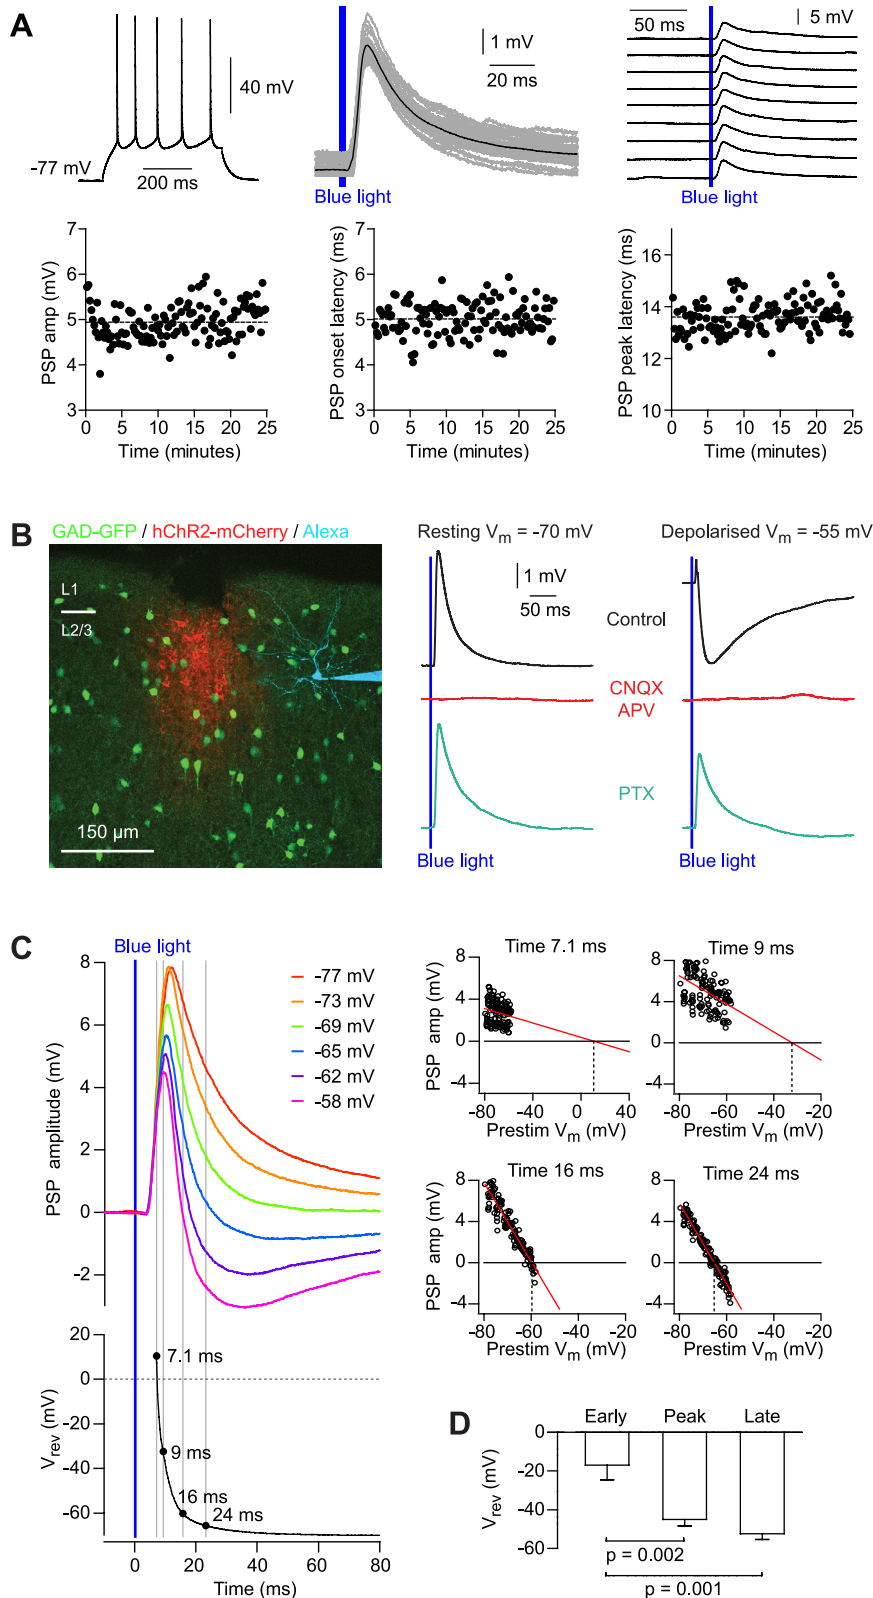 A
40 mV
-77 mV
200 ms
1 mV
20 ms
Blue light
50 ms
5 mV
Blue light
PSP amp (mV)
7
6
5
4
3
0 5 10 15 20 25
Time (minutes)
PSP onset latency (ms)
7
6
5
4
3
0 5 10 15 20 25
Time (minutes)
PSP peak latency (ms)
16
14
12
10
0 5 10 15 20 25
Time (minutes)
B
GAD-GFP / hChR2-mCherry / Alexa
L1
L2/3
150 µm
Resting Vm = -70 mV
Depolarised Vm = -55 mV
1 mV
50 ms
Control
CNQX
APV
PTX
Blue light
Blue light
C
Blue light
PSP amplitude (mV)
8
6
4
2
0
-2
-77 mV
-73 mV
-69 mV
-65 mV
-62 mV
-58 mV
Vrev (mV)
20
0
-20
-40
-60
7.1 ms
9 ms
16 ms
24 ms
0 20 40 60 80
Time (ms)
Time 7.1 ms
PSP amp (mV)
8
4
0
-4
-80 -40 0 40
Prestim Vm (mV)
Time 9 ms
8
4
0
-4
-80 -60 -40 -20
Prestim Vm (mV)
Time 16 ms
PSP amp (mV)
8
4
0
-4
-80 -60 -40 -20
Prestim Vm (mV)
Time 24 ms
8
4
0
-4
-80 -60 -40 -20
Prestim Vm (mV)
D
Early Peak Late
Vrev (mV)
0
-20
-40
-60
p = 0.002
p = 0.001